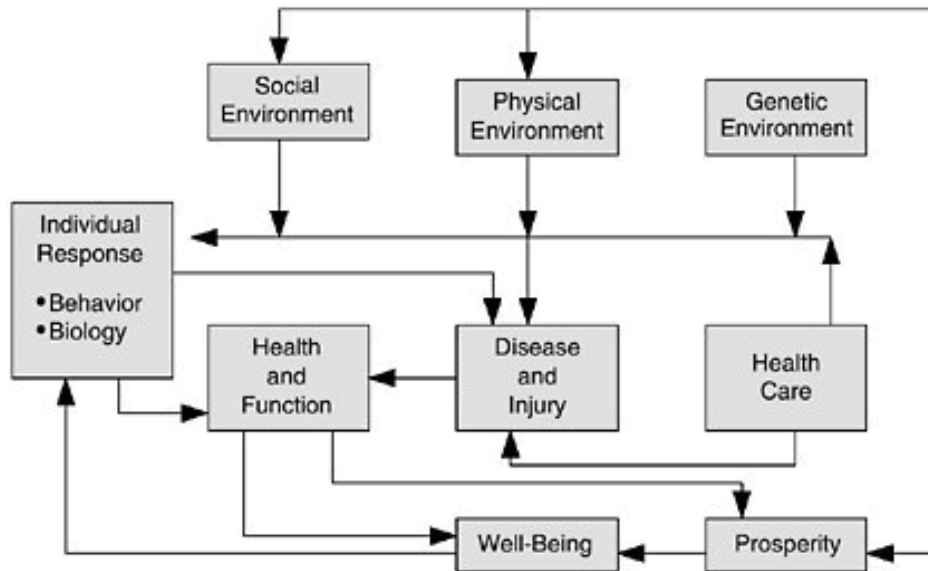 Social
Environment
Physical
Environment
Genetic
Environment
Individual
Response
• Behavior
• Biology
Health
and
Function
Disease
and
Injury
Health
Care
Well-Being
Prosperity